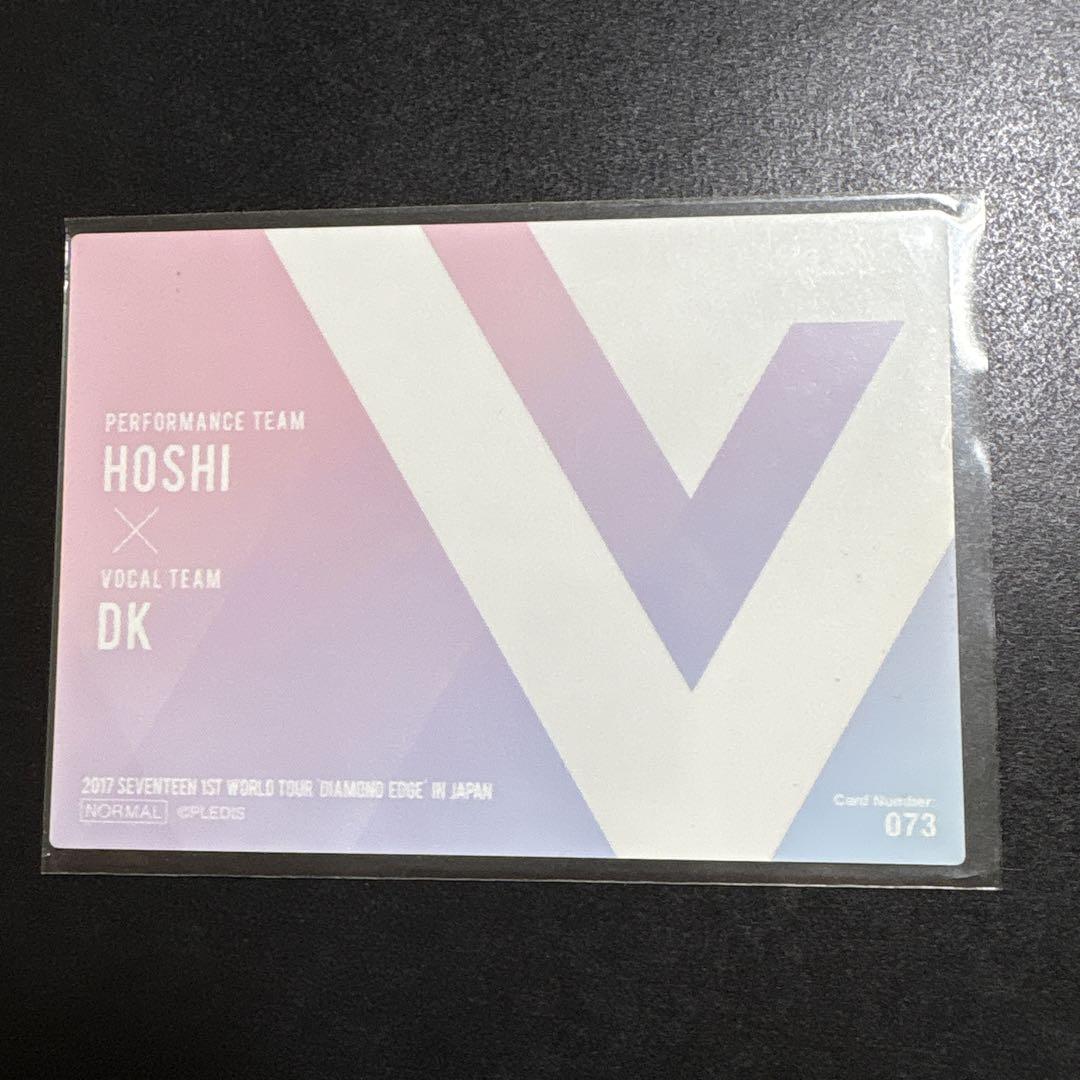 PERFORMANCE TEAM
HOSHI
×
VOCAL TEAM
DK
2017 SEVENTEEN 1ST WORLD TOUR 'DIAMOND EDGE' IN JAPAN
NORMAL ©PLEDIS
Card Number:
073